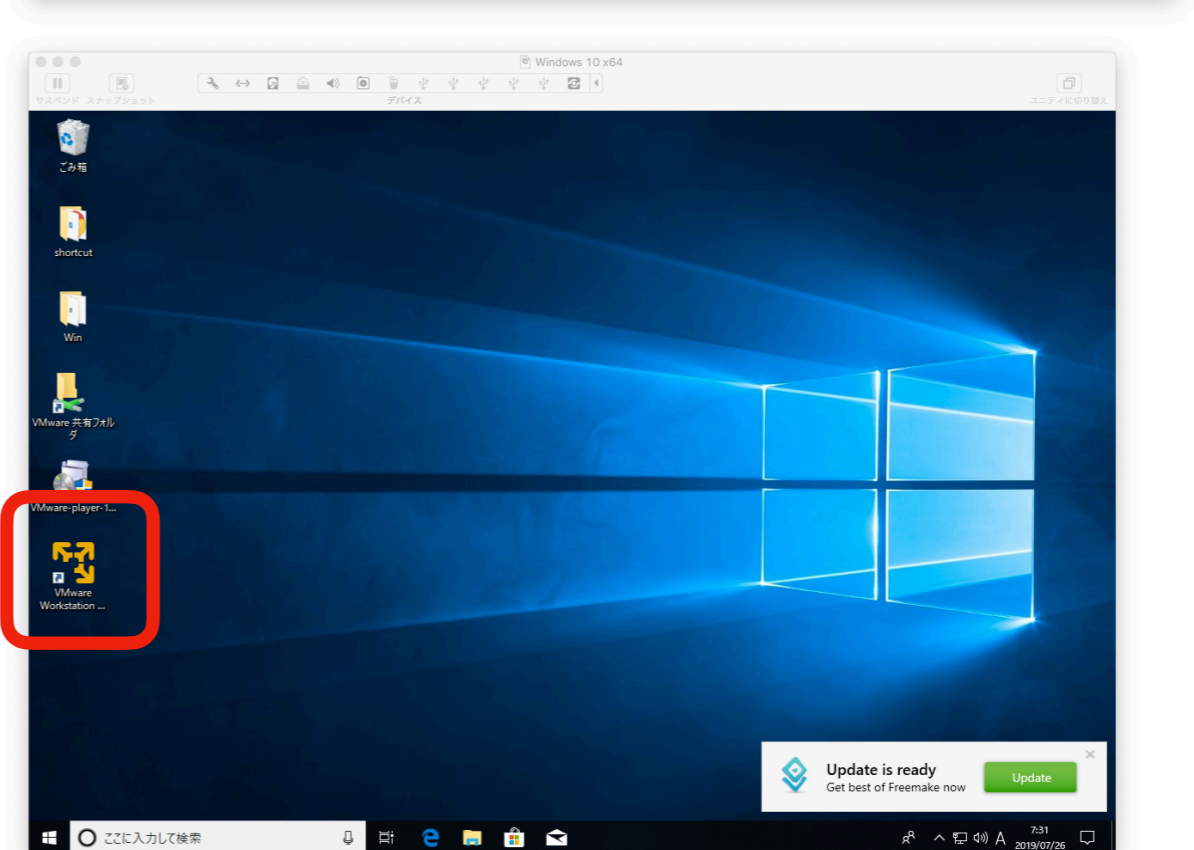 Windows 10 x64
サスペンド スナップショット
デバイス
ユニティに切り替え
ごみ箱
shortcut
Win
VMware 共有フォル
ダ
VMware-player-1...
VMware
Workstation ...
Update is ready
Get best of Freemake now
Update
ここに入力して検索
A
7:31
2019/07/26